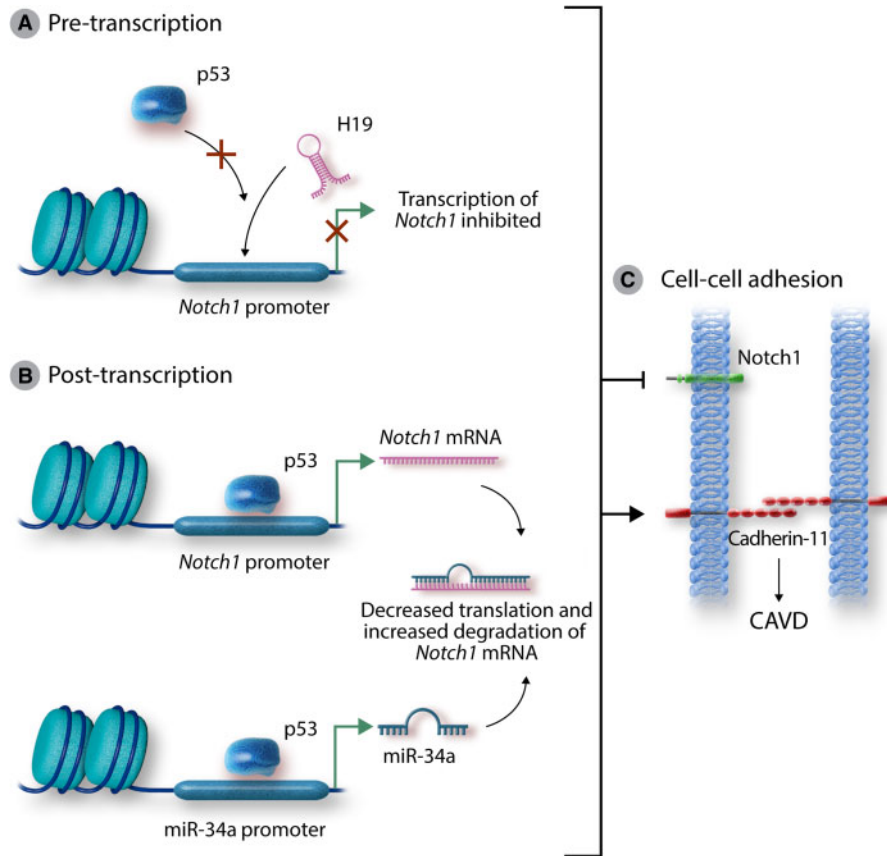 A Pre-transcription
p53
H19
Transcription of
Notch1 inhibited
Notch1 promoter
B Post-transcription
p53
Notch1 mRNA
Notch1 promoter
Decreased translation and
increased degradation of
Notch1 mRNA
p53
miR-34a
miR-34a promoter
C Cell-cell adhesion
Notch1
Cadherin-11
CAVD